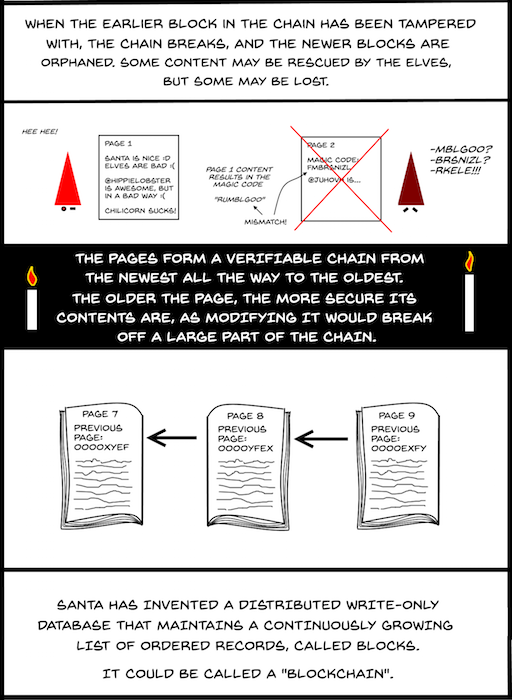 WHEN THE EARLIER BLOCK IN THE CHAIN HAS BEEN TAMPERED
WITH, THE CHAIN BREAKS, AND THE NEWER BLOCKS ARE
ORPHANED. SOME CONTENT MAY BE RESCUED BY THE ELVES,
BUT SOME MAY BE LOST.
HEE HEE!
PAGE 1
SANTA IS NICE :D
ELVES ARE BAD :(
@HIPPIELOBSTER
IS AWESOME, BUT
IN A BAD WAY :(
CHILICORN SUCKS!
PAGE 1 CONTENT
RESULTS IN THE
MAGIC CODE
"RUMBLGOO"
MISMATCH!
PAGE 2
MAGIC CODE:
FMBRSNIZL
@JUHOVH IS...
-MBLGOO?
-BRSNIZL?
-RKELE!!!
THE PAGES FORM A VERIFIABLE CHAIN FROM
THE NEWEST ALL THE WAY TO THE OLDEST.
THE OLDER THE PAGE, THE MORE SECURE ITS
CONTENTS ARE, AS MODIFYING IT WOULD BREAK
OFF A LARGE PART OF THE CHAIN.
PAGE 7
PREVIOUS
PAGE:
0000XYEF
PAGE 8
PREVIOUS
PAGE:
0000YFEX
PAGE 9
PREVIOUS
PAGE:
0000EXFY
SANTA HAS INVENTED A DISTRIBUTED WRITE-ONLY
DATABASE THAT MAINTAINS A CONTINUOUSLY GROWING
LIST OF ORDERED RECORDS, CALLED BLOCKS.
IT COULD BE CALLED A "BLOCKCHAIN".